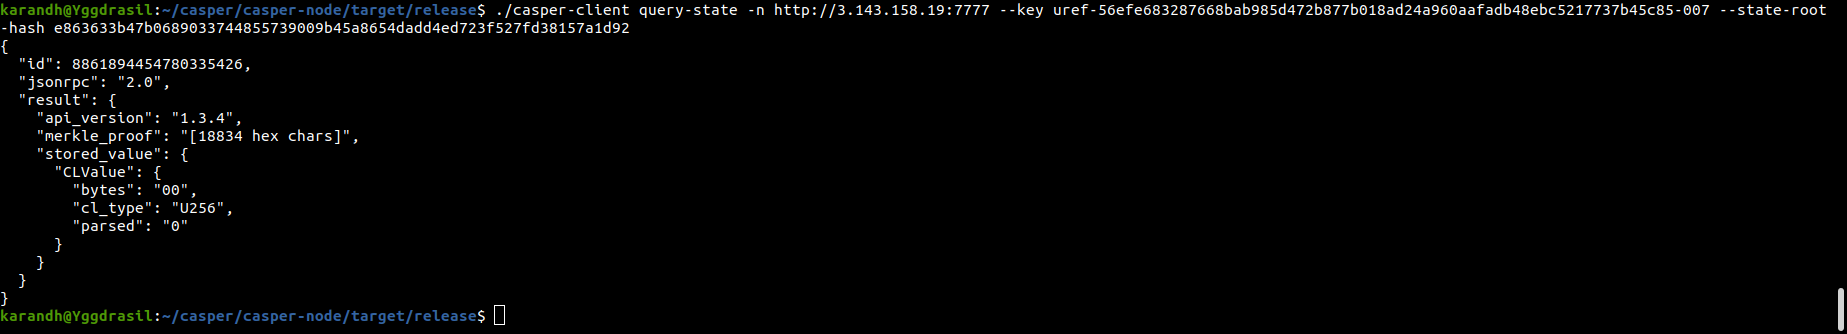 karandh@Yggdrasil:~/casper/casper-node/target/release$ ./casper-client query-state -n http://3.143.158.19:7777 --key uref-56efe683287668bab985d472b877b018ad24a960aafadb48ebc5217737b45c85-007 --state-root
-hash e863633b47b0689033744855739009b45a8654dadd4ed723f527fd38157a1d92
{
  "id": 8861894454780335426,
  "jsonrpc": "2.0",
  "result": {
    "api_version": "1.3.4",
    "merkle_proof": "[18834 hex chars]",
    "stored_value": {
      "CLValue": {
        "bytes": "00",
        "cl_type": "U256",
        "parsed": "0"
      }
    }
  }
}
karandh@Yggdrasil:~/casper/casper-node/target/release$